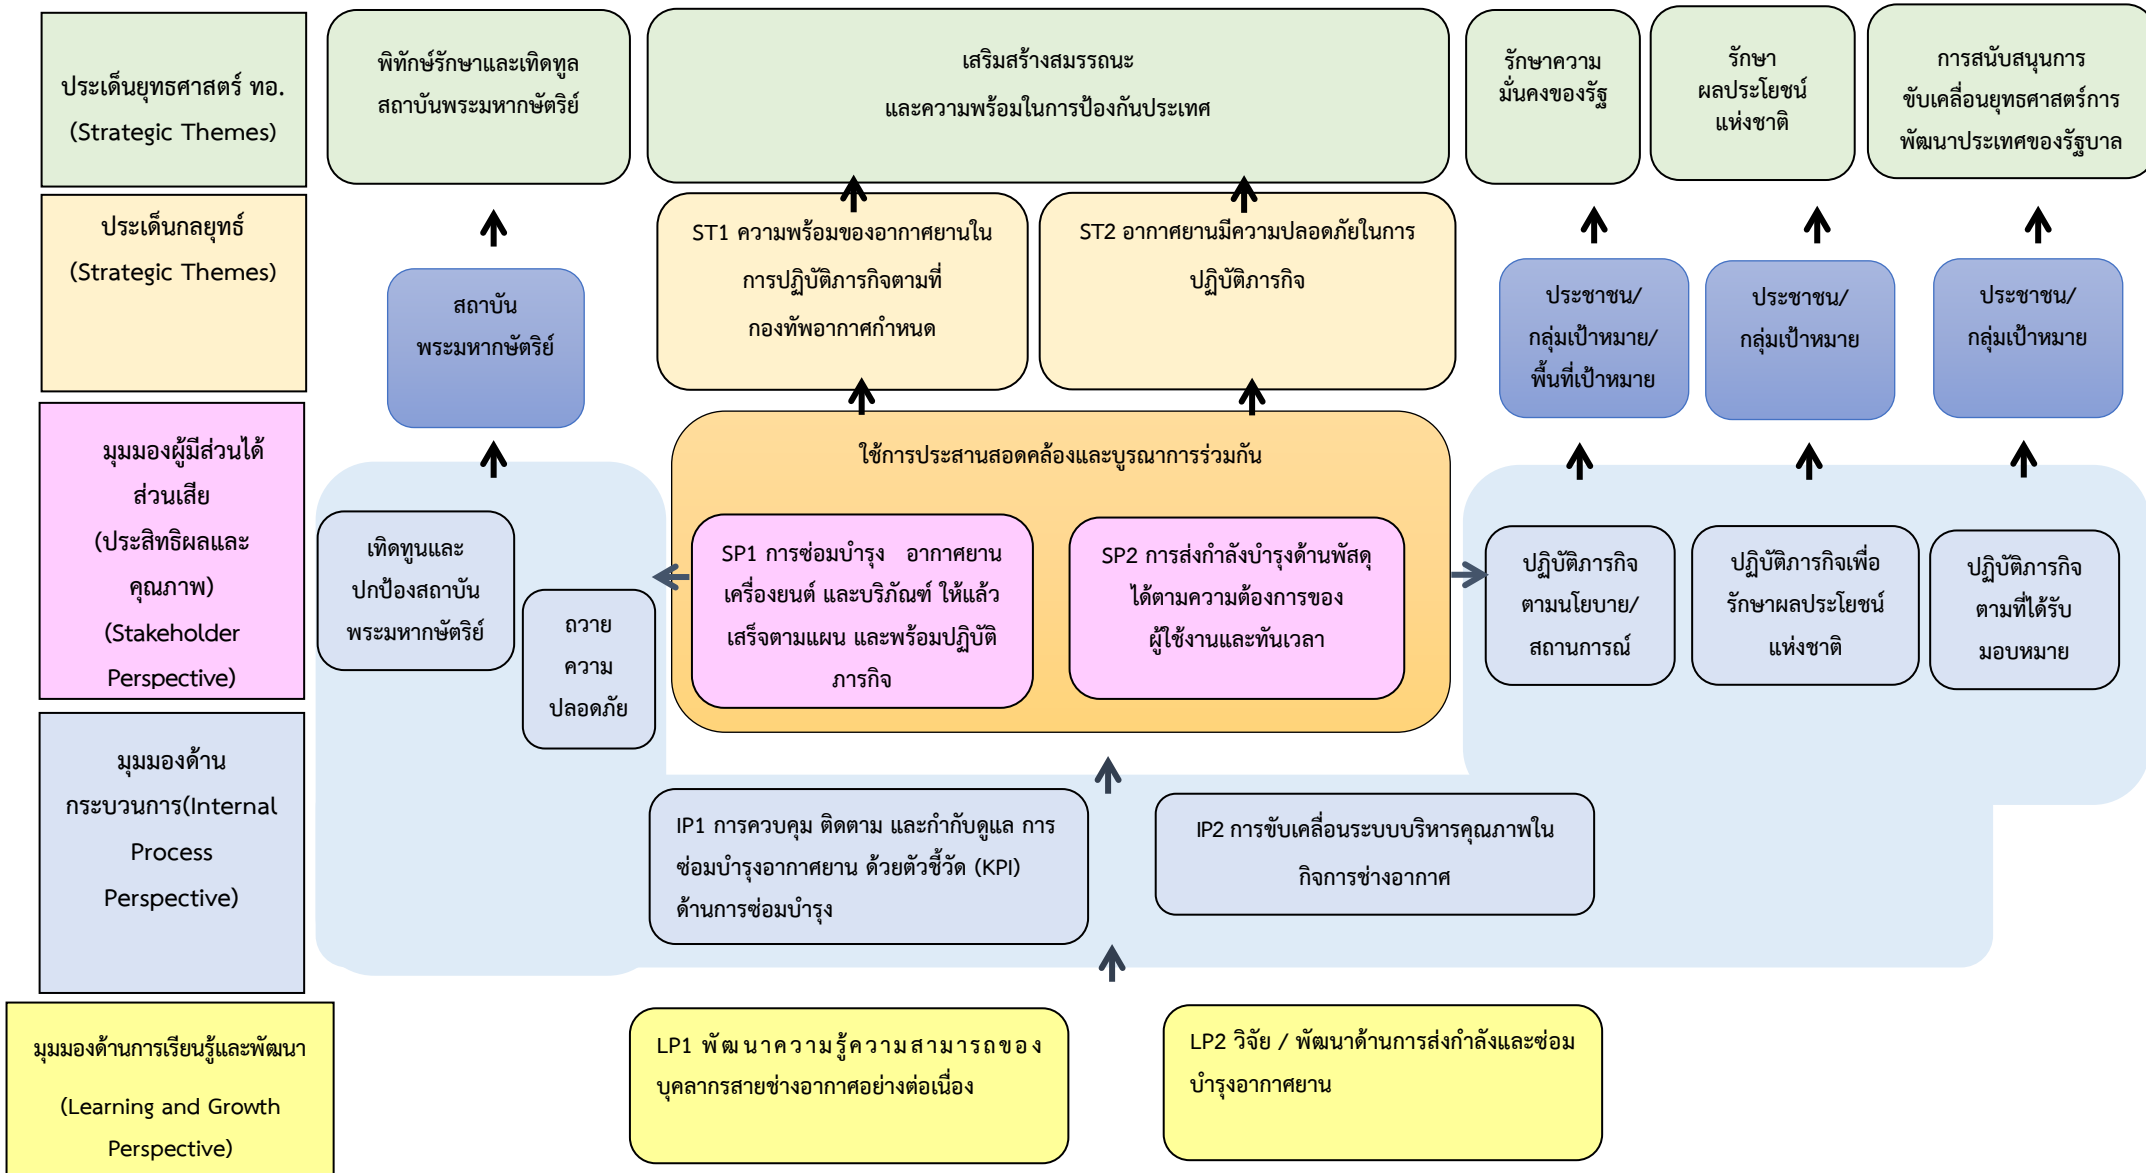 ประเด็นยุทธศาสตร์ ทอ.
(Strategic Themes)
พิทักษ์รักษาและเทิดทูล
สถาบันพระมหากษัตริย์
เสริมสร้างสมรรถนะ
และความพร้อมในการป้องกันประเทศ
รักษาความ
มั่นคงของรัฐ
รักษา
ผลประโยชน์
แห่งชาติ
การสนับสนุนการ
ขับเคลื่อนยุทธศาสตร์การ
พัฒนาประเทศของรัฐบาล
ประเด็นกลยุทธ์
(Strategic Themes)
สถาบัน
พระมหากษัตริย์
ST1 ความพร้อมของอากาศยานใน
การปฏิบัติภารกิจตามที่
กองทัพอากาศกำหนด
ST2 อากาศยานมีความปลอดภัยในการ
ปฏิบัติภารกิจ
ประชาชน/
กลุ่มเป้าหมาย/
พื้นที่เป้าหมาย
ประชาชน/
กลุ่มเป้าหมาย
ประชาชน/
กลุ่มเป้าหมาย
มุมมองผู้มีส่วนได้
ส่วนเสีย
(ประสิทธิผลและ
คุณภาพ)
(Stakeholder
Perspective)
เทิดทูนและ
ปกป้องสถาบัน
พระมหากษัตริย์
ถวาย
ความ
ปลอดภัย
ใช้การประสานสอดคล้องและบูรณาการร่วมกัน
SP1 การซ่อมบำรุง อากาศยาน
เครื่องยนต์ และบริภัณฑ์ ให้แล้ว
เสร็จตามแผน และพร้อมปฏิบัติ
ภารกิจ
SP2 การส่งกำลังบำรุงด้านพัสดุ
ได้ตามความต้องการของ
ผู้ใช้งานและทันเวลา
ปฏิบัติภารกิจ
ตามนโยบาย/
สถานการณ์
ปฏิบัติภารกิจเพื่อ
รักษาผลประโยชน์
แห่งชาติ
ปฏิบัติภารกิจ
ตามที่ได้รับ
มอบหมาย
มุมมองด้าน
กระบวนการ(Internal
Process
Perspective)
IP1 การควบคุม ติดตาม และกำกับดูแล การ
ซ่อมบำรุงอากาศยาน ด้วยตัวชี้วัด (KPI)
ด้านการซ่อมบำรุง
IP2 การขับเคลื่อนระบบบริหารคุณภาพใน
กิจการช่างอากาศ
มุมมองด้านการเรียนรู้และพัฒนา
(Learning and Growth
Perspective)
LP1 พัฒนาความรู้ความสามารถของ
บุคลากรสายช่างอากาศอย่างต่อเนื่อง
LP2 วิจัย / พัฒนาด้านการส่งกำลังและซ่อม
บำรุงอากาศยาน